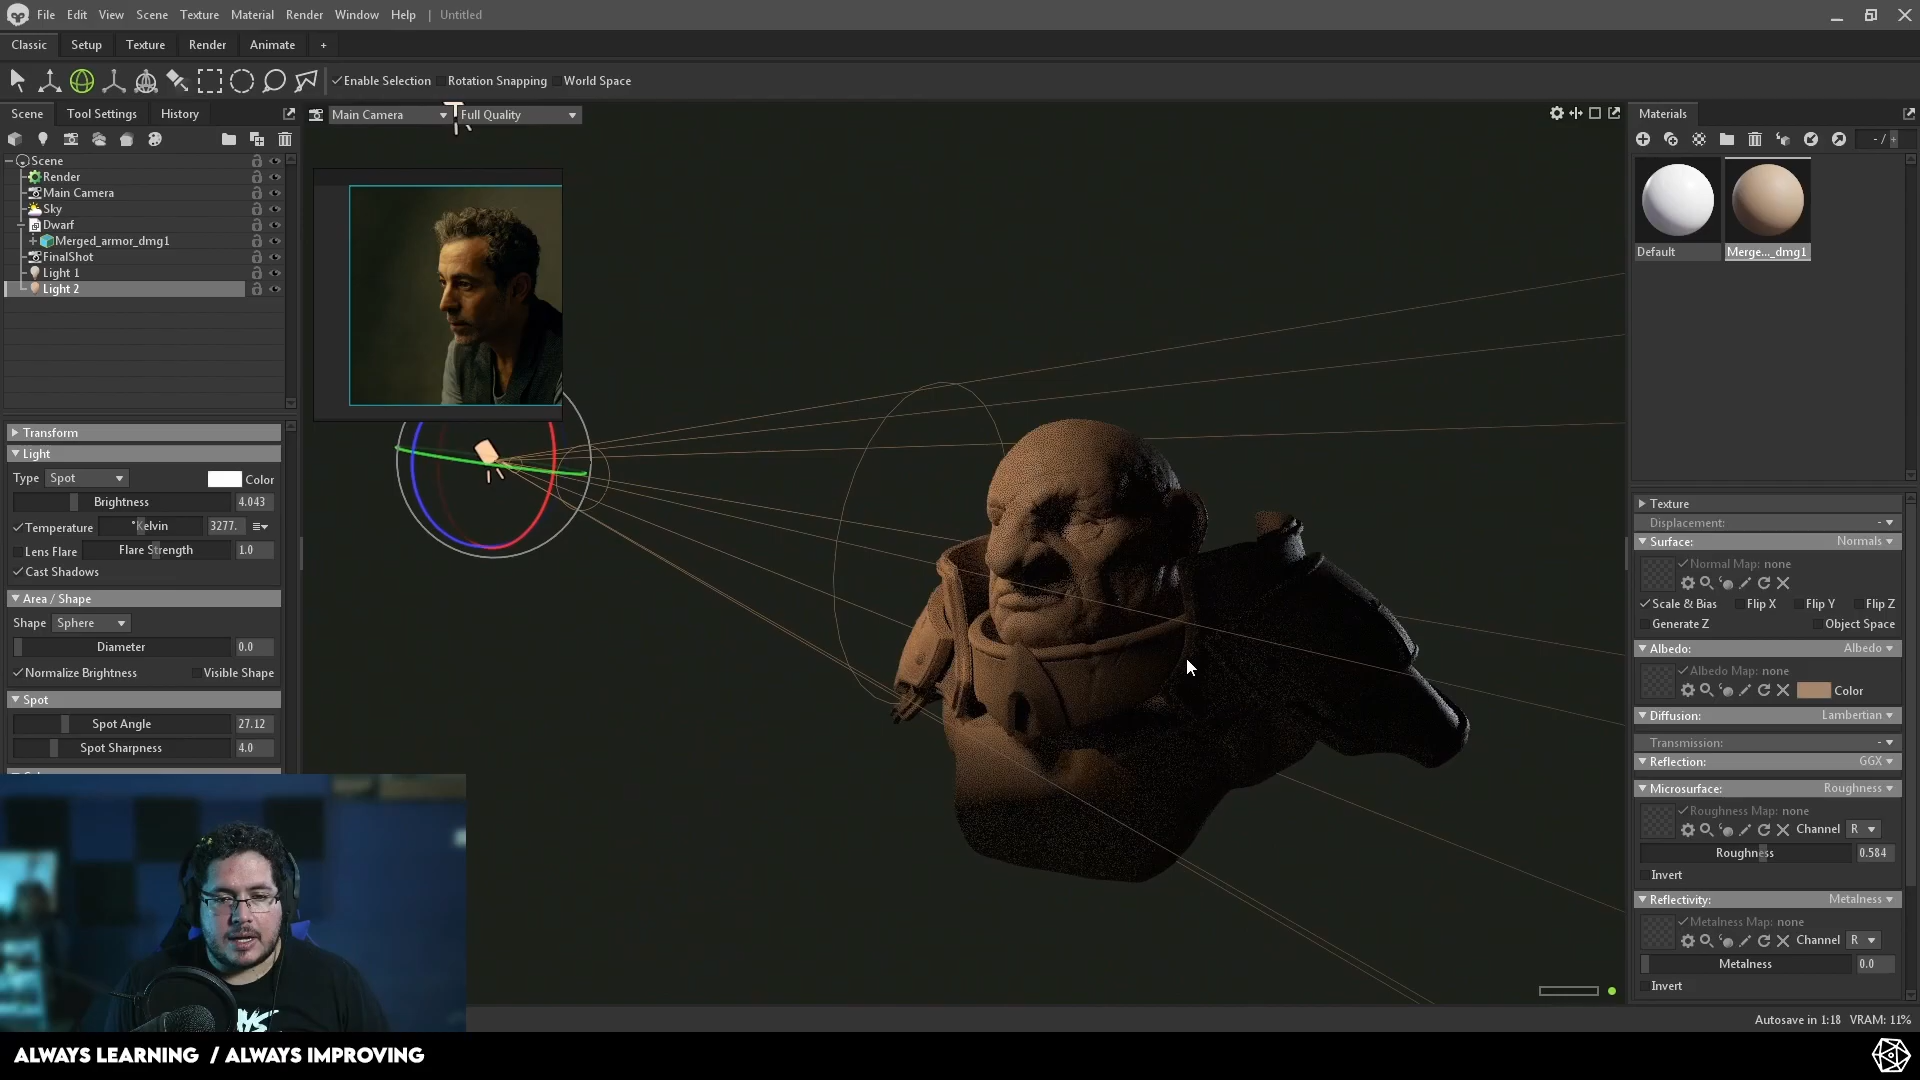 File Edit View Scene Texture Material Render Window Help | Untitled
Classic Setup Texture Render Animate +
Enable Selection Rotation Snapping World Space
Scene Tool Settings History
Main Camera Full Quality
Materials
- / +
Scene
Render
Main Camera
Sky
Dwarf
Merged_armor_dmg1
FinalShot
Light 1
Light 2
Default Merge..._dmg1
Transform
Light
Type Spot Color
Brightness 4.043
Temperature °Kelvin 3277.
Lens Flare Flare Strength 1.0
Cast Shadows
Area / Shape
Shape Sphere
Diameter 0.0
Normalize Brightness Visible Shape
Spot
Spot Angle 27.12
Spot Sharpness 4.0
Texture
Displacement: -
Surface: Normals
Normal Map: none
Scale & Bias Flip X Flip Y Flip Z
Generate Z Object Space
Albedo: Albedo
Albedo Map: none
Color
Diffusion: Lambertian
Transmission: -
Reflection: GGX
Microsurface: Roughness
Roughness Map: none
Channel R
Roughness 0.584
Invert
Reflectivity: Metalness
Metalness Map: none
Channel R
Metalness 0.0
Invert
Autosave in 1:18 VRAM: 11%
ALWAYS LEARNING / ALWAYS IMPROVING